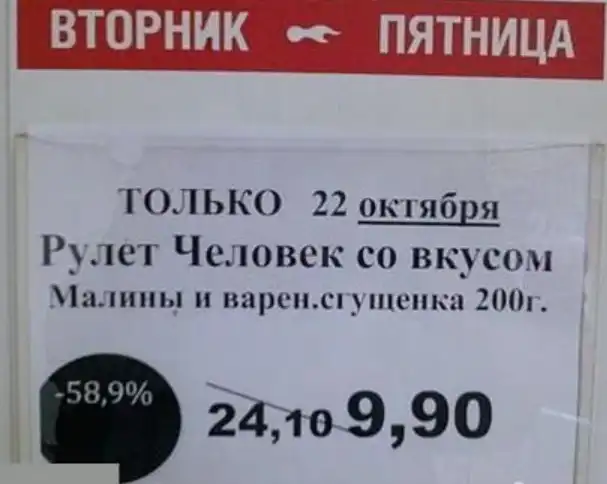 ВТОРНИК ПЯТНИЦА
ТОЛЬКО 22 октября
Рулет Человек со вкусом
Малины и варен.сгущенка 200г.
-58,9%
24,10 9,90